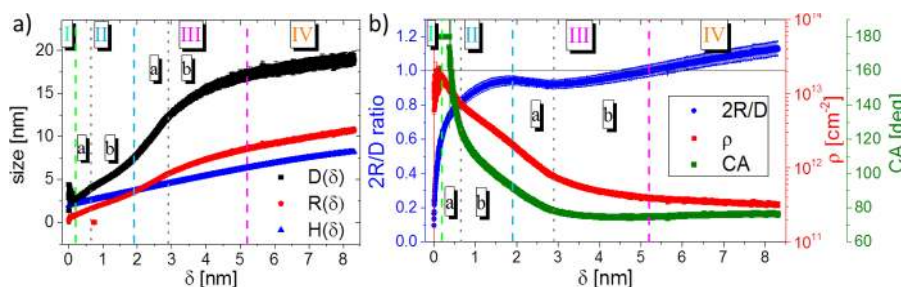 a)
I II III IV
a b
a b
size [nm]
20
15
10
5
0
D(δ)
R(δ)
H(δ)
0 1 2 3 4 5 6 7 8
δ [nm]
b)
I II III IV
a b
a b
2R/D ratio
1.2
1.0
0.8
0.6
0.4
0.2
0.0
2R/D
ρ
CA
0 1 2 3 4 5 6 7 8
δ [nm]
10¹⁴
10¹³
10¹²
10¹¹
ρ [cm⁻²]
180
160
140
120
100
80
60
CA [deg]